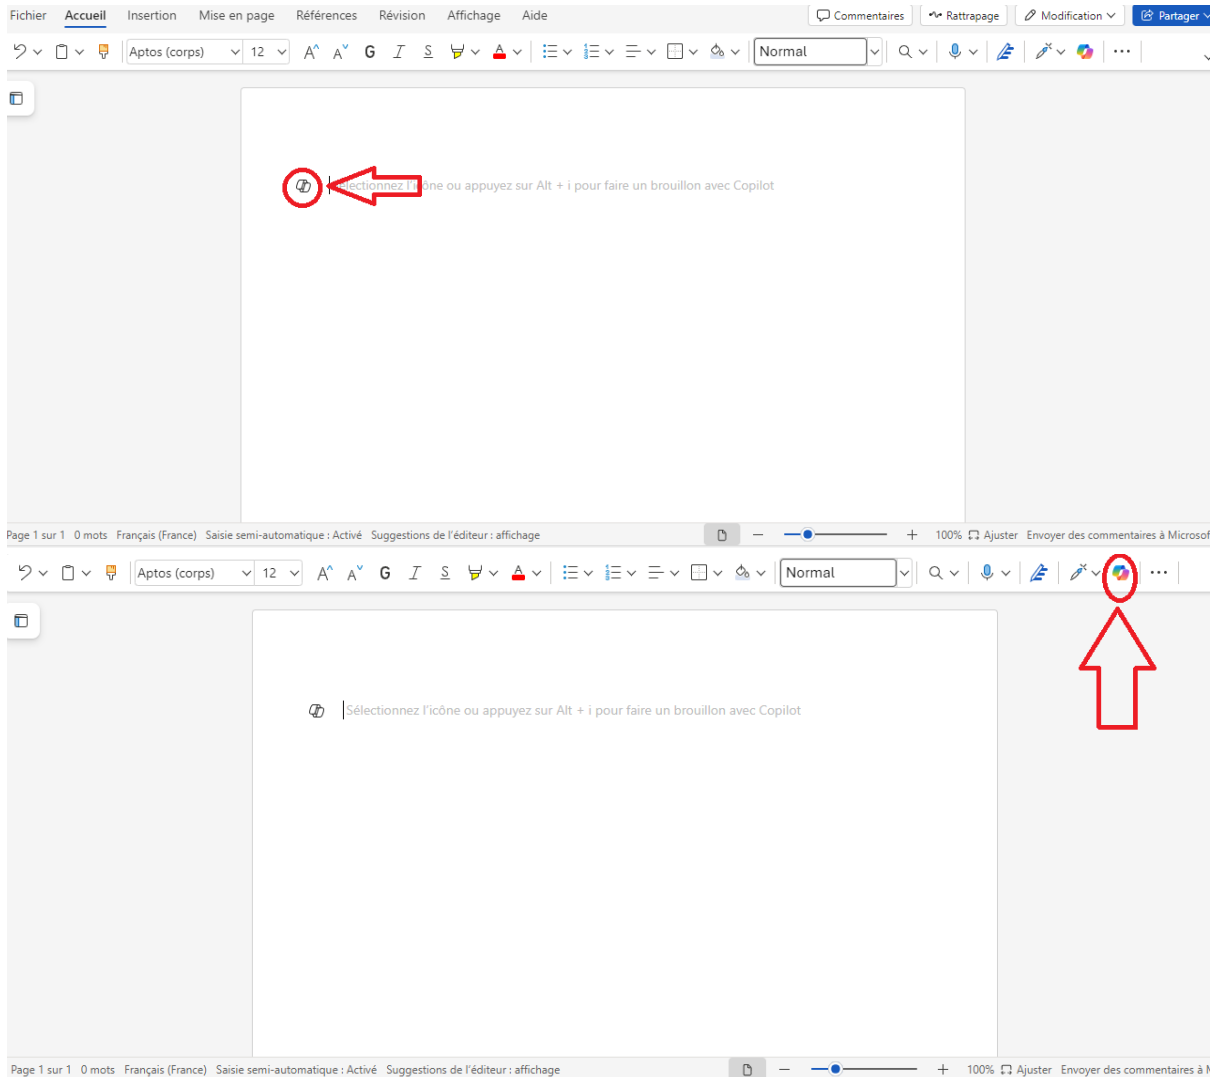 Fichier Accueil Insertion Mise en page Références Révision Affichage Aide Commentaires Rattrapage Modification Partager
Aptos (corps) 12 A A G I S A Normal
électionnez l'icône ou appuyez sur Alt + i pour faire un brouillon avec Copilot
Page 1 sur 1 0 mots Français (France) Saisie semi-automatique : Activé Suggestions de l'éditeur : affichage 100% Ajuster Envoyer des commentaires à Microsof
Aptos (corps) 12 A A G I S A Normal
Sélectionnez l'icône ou appuyez sur Alt + i pour faire un brouillon avec Copilot
Page 1 sur 1 0 mots Français (France) Saisie semi-automatique : Activé Suggestions de l'éditeur : affichage 100% Ajuster Envoyer des commentaires à M